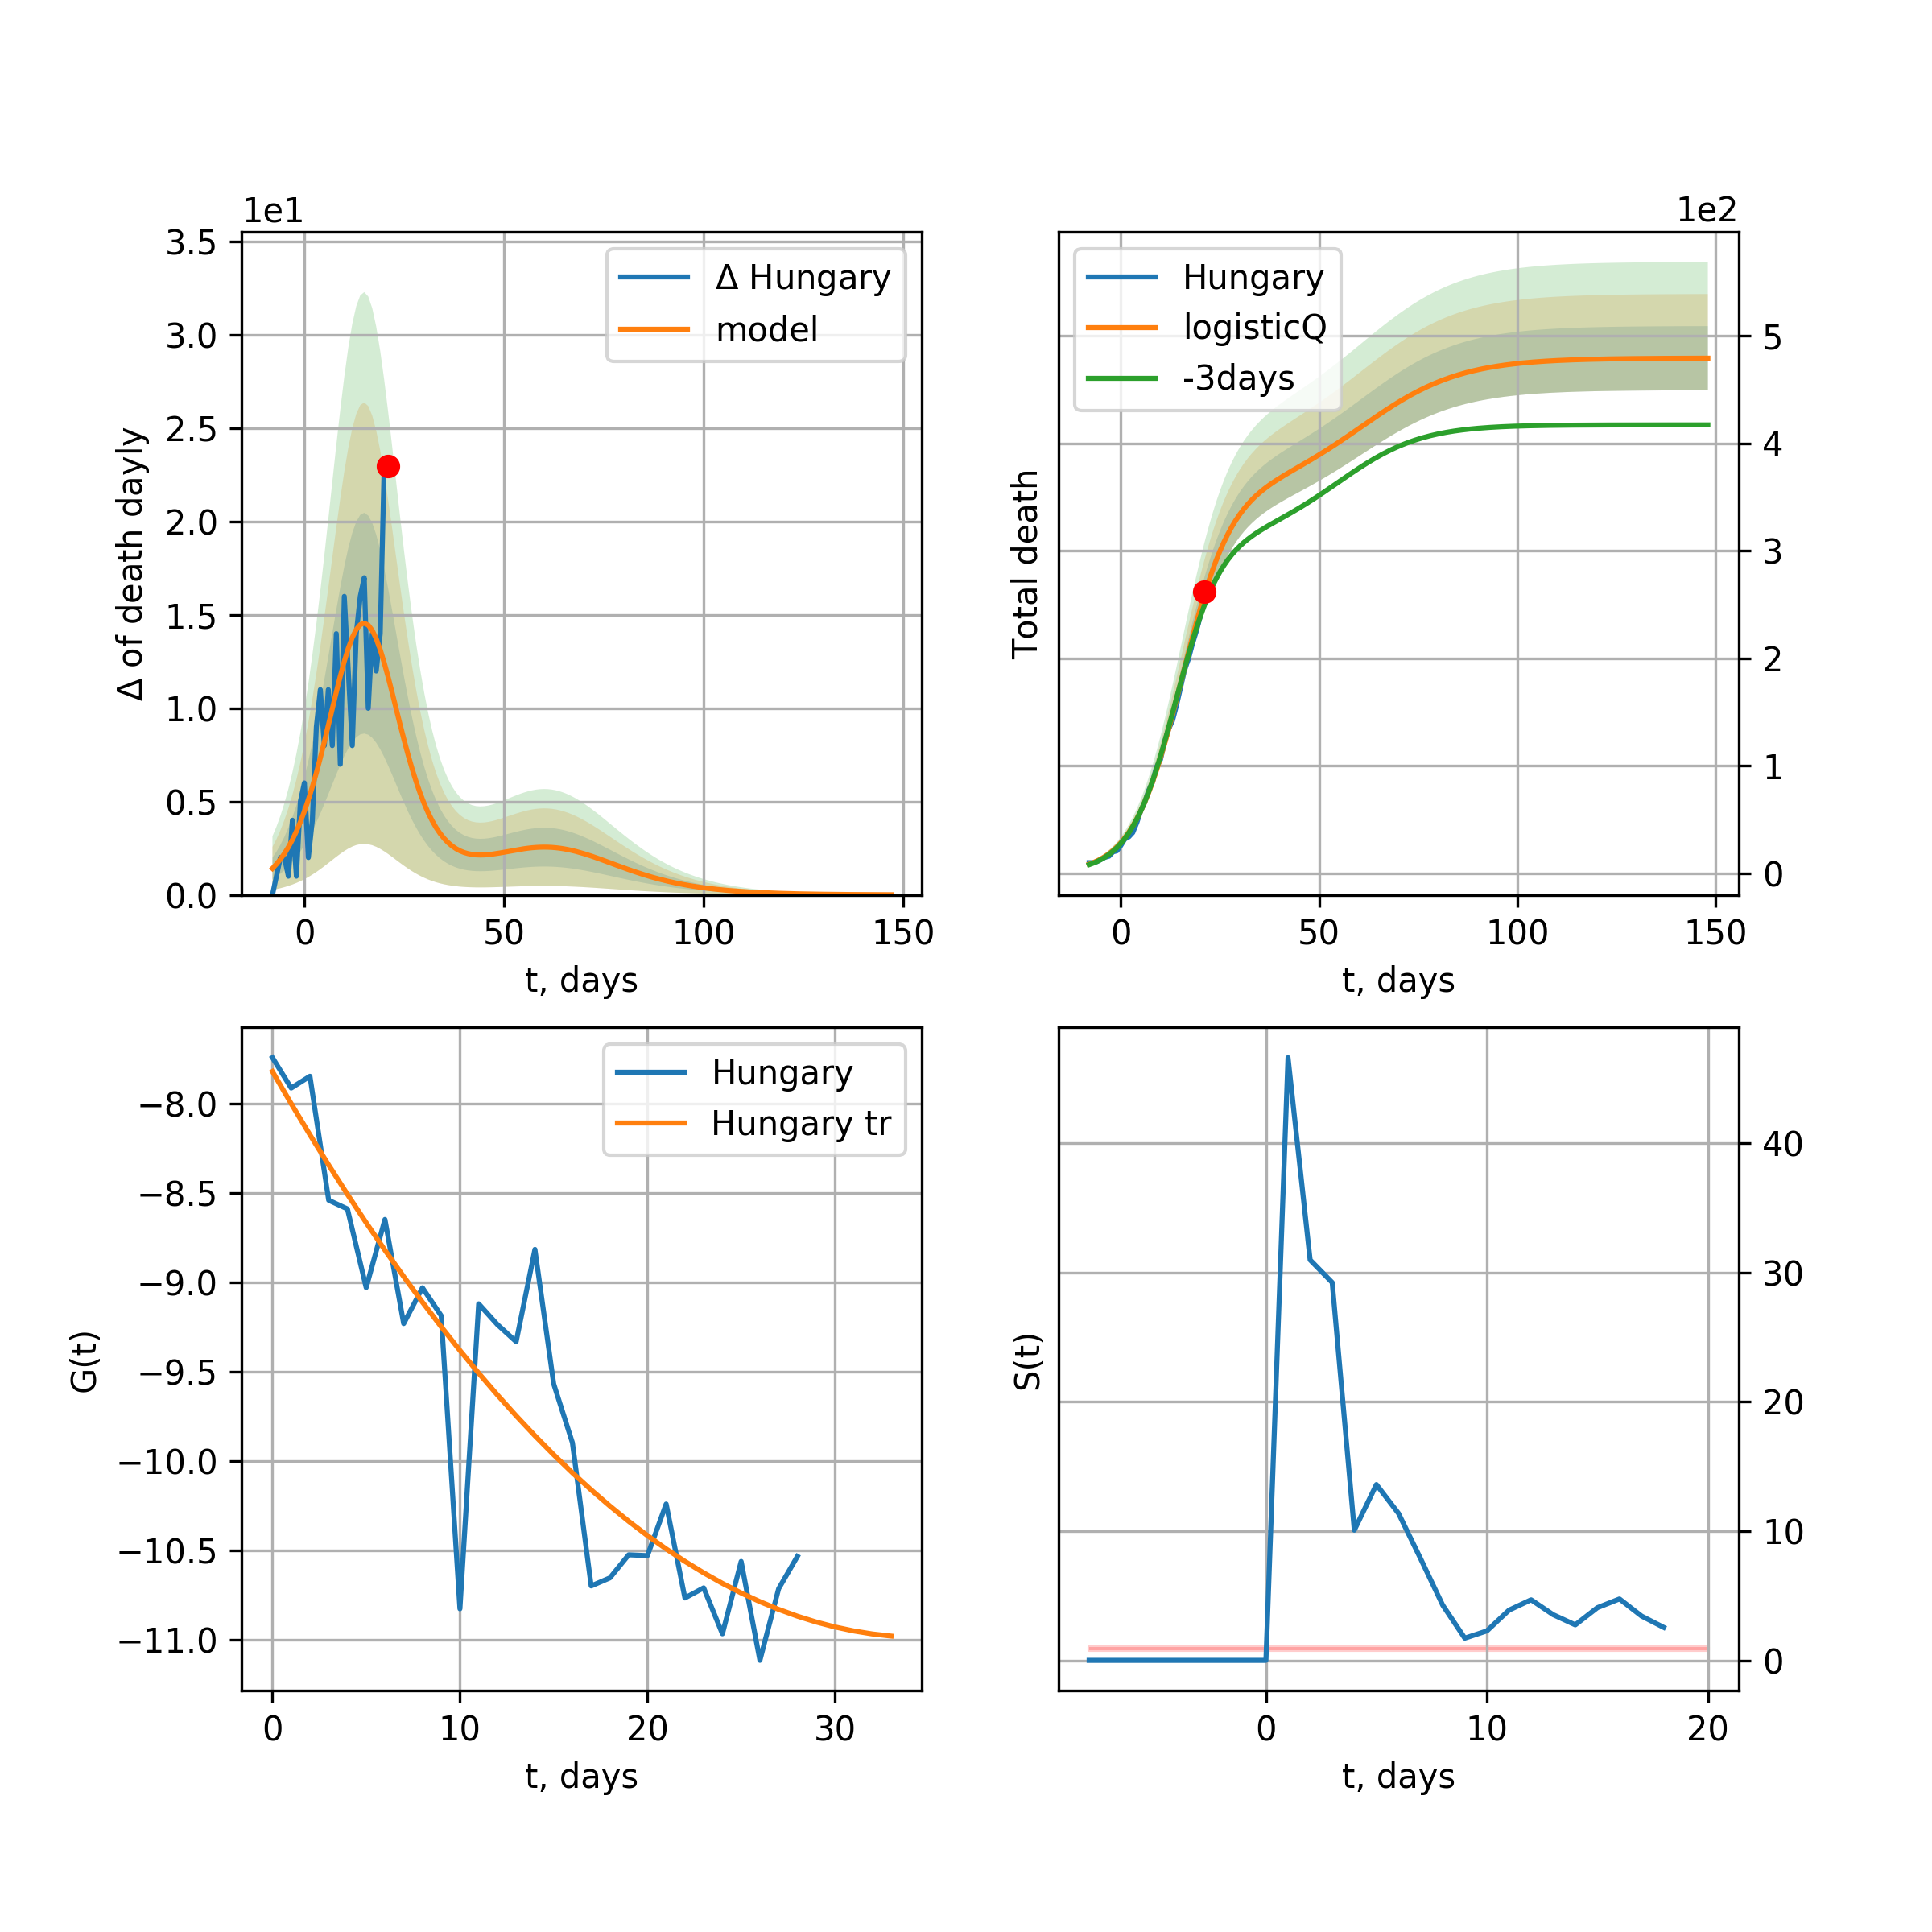 1e1
3.5
3.0
2.5
2.0
1.5
1.0
0.5
0.0
Δ of death dayly
Δ Hungary
model
0 50 100 150
t, days
1e2
Hungary
logisticQ
-3days
Total death
5
4
3
2
1
0
0 50 100 150
t, days
−8.0
−8.5
−9.0
−9.5
−10.0
−10.5
−11.0
G(t)
Hungary
Hungary tr
0 10 20 30
t, days
S(t)
40
30
20
10
0
0 10 20
t, days